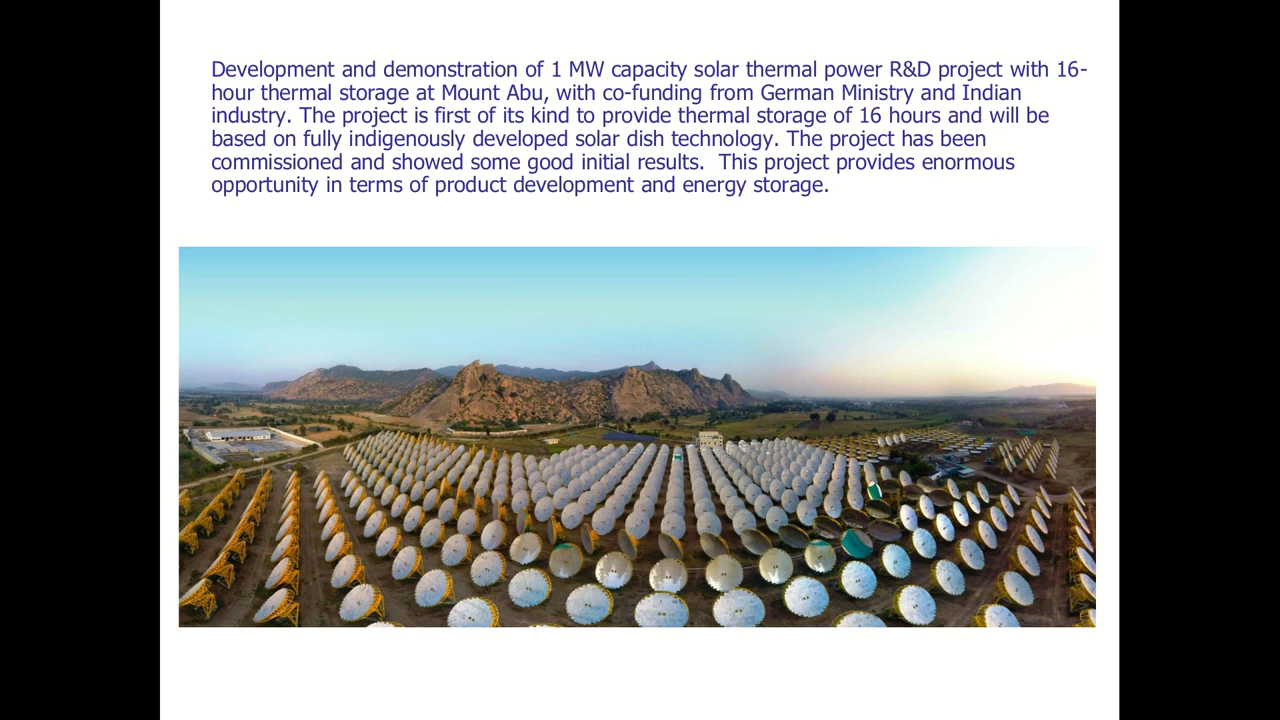 Development and demonstration of 1 MW capacity solar thermal power R&D project with 16-
hour thermal storage at Mount Abu, with co-funding from German Ministry and Indian
industry. The project is first of its kind to provide thermal storage of 16 hours and will be
based on fully indigenously developed solar dish technology. The project has been
commissioned and showed some good initial results.  This project provides enormous
opportunity in terms of product development and energy storage.